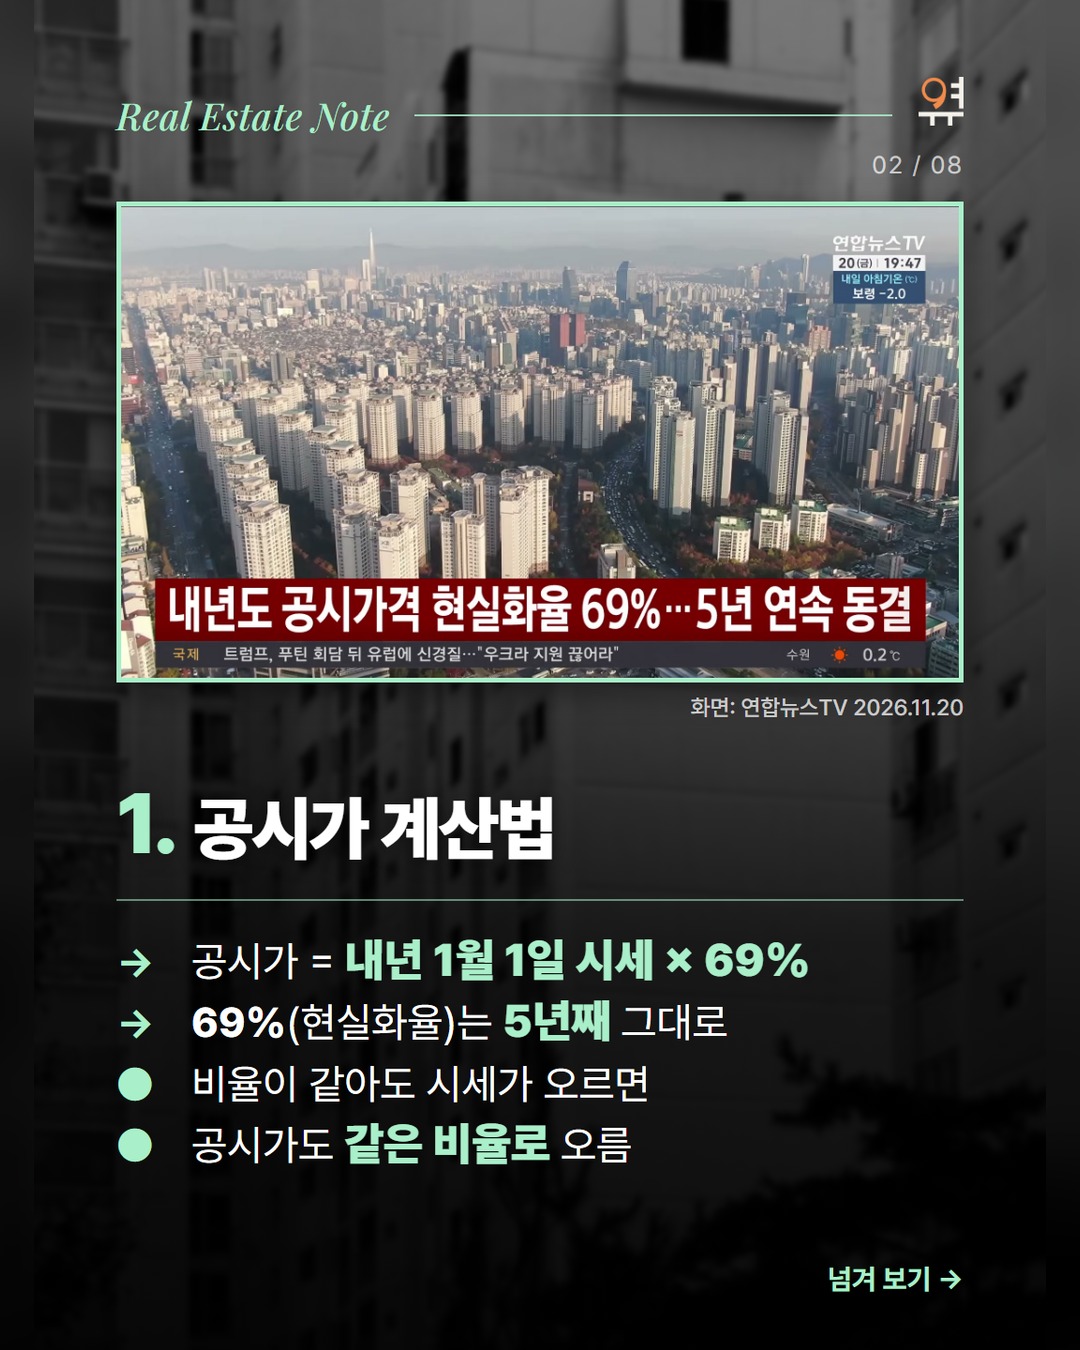 Real Estate Note
02 / 08
연합뉴스TV
20(금) | 19:47
내일 아침기온 (℃)
보령 -2.0
내년도 공시가격 현실화율 69%…5년 연속 동결
국제 트럼프, 푸틴 회담 뒤 유럽에 신경질…"우크라 지원 끊어라" 수원 0.2℃
화면: 연합뉴스TV 2026.11.20
1. 공시가 계산법
→ 공시가 = 내년 1월 1일 시세 × 69%
→ 69%(현실화율)는 5년째 그대로
● 비율이 같아도 시세가 오르면
● 공시가도 같은 비율로 오름
넘겨 보기 →